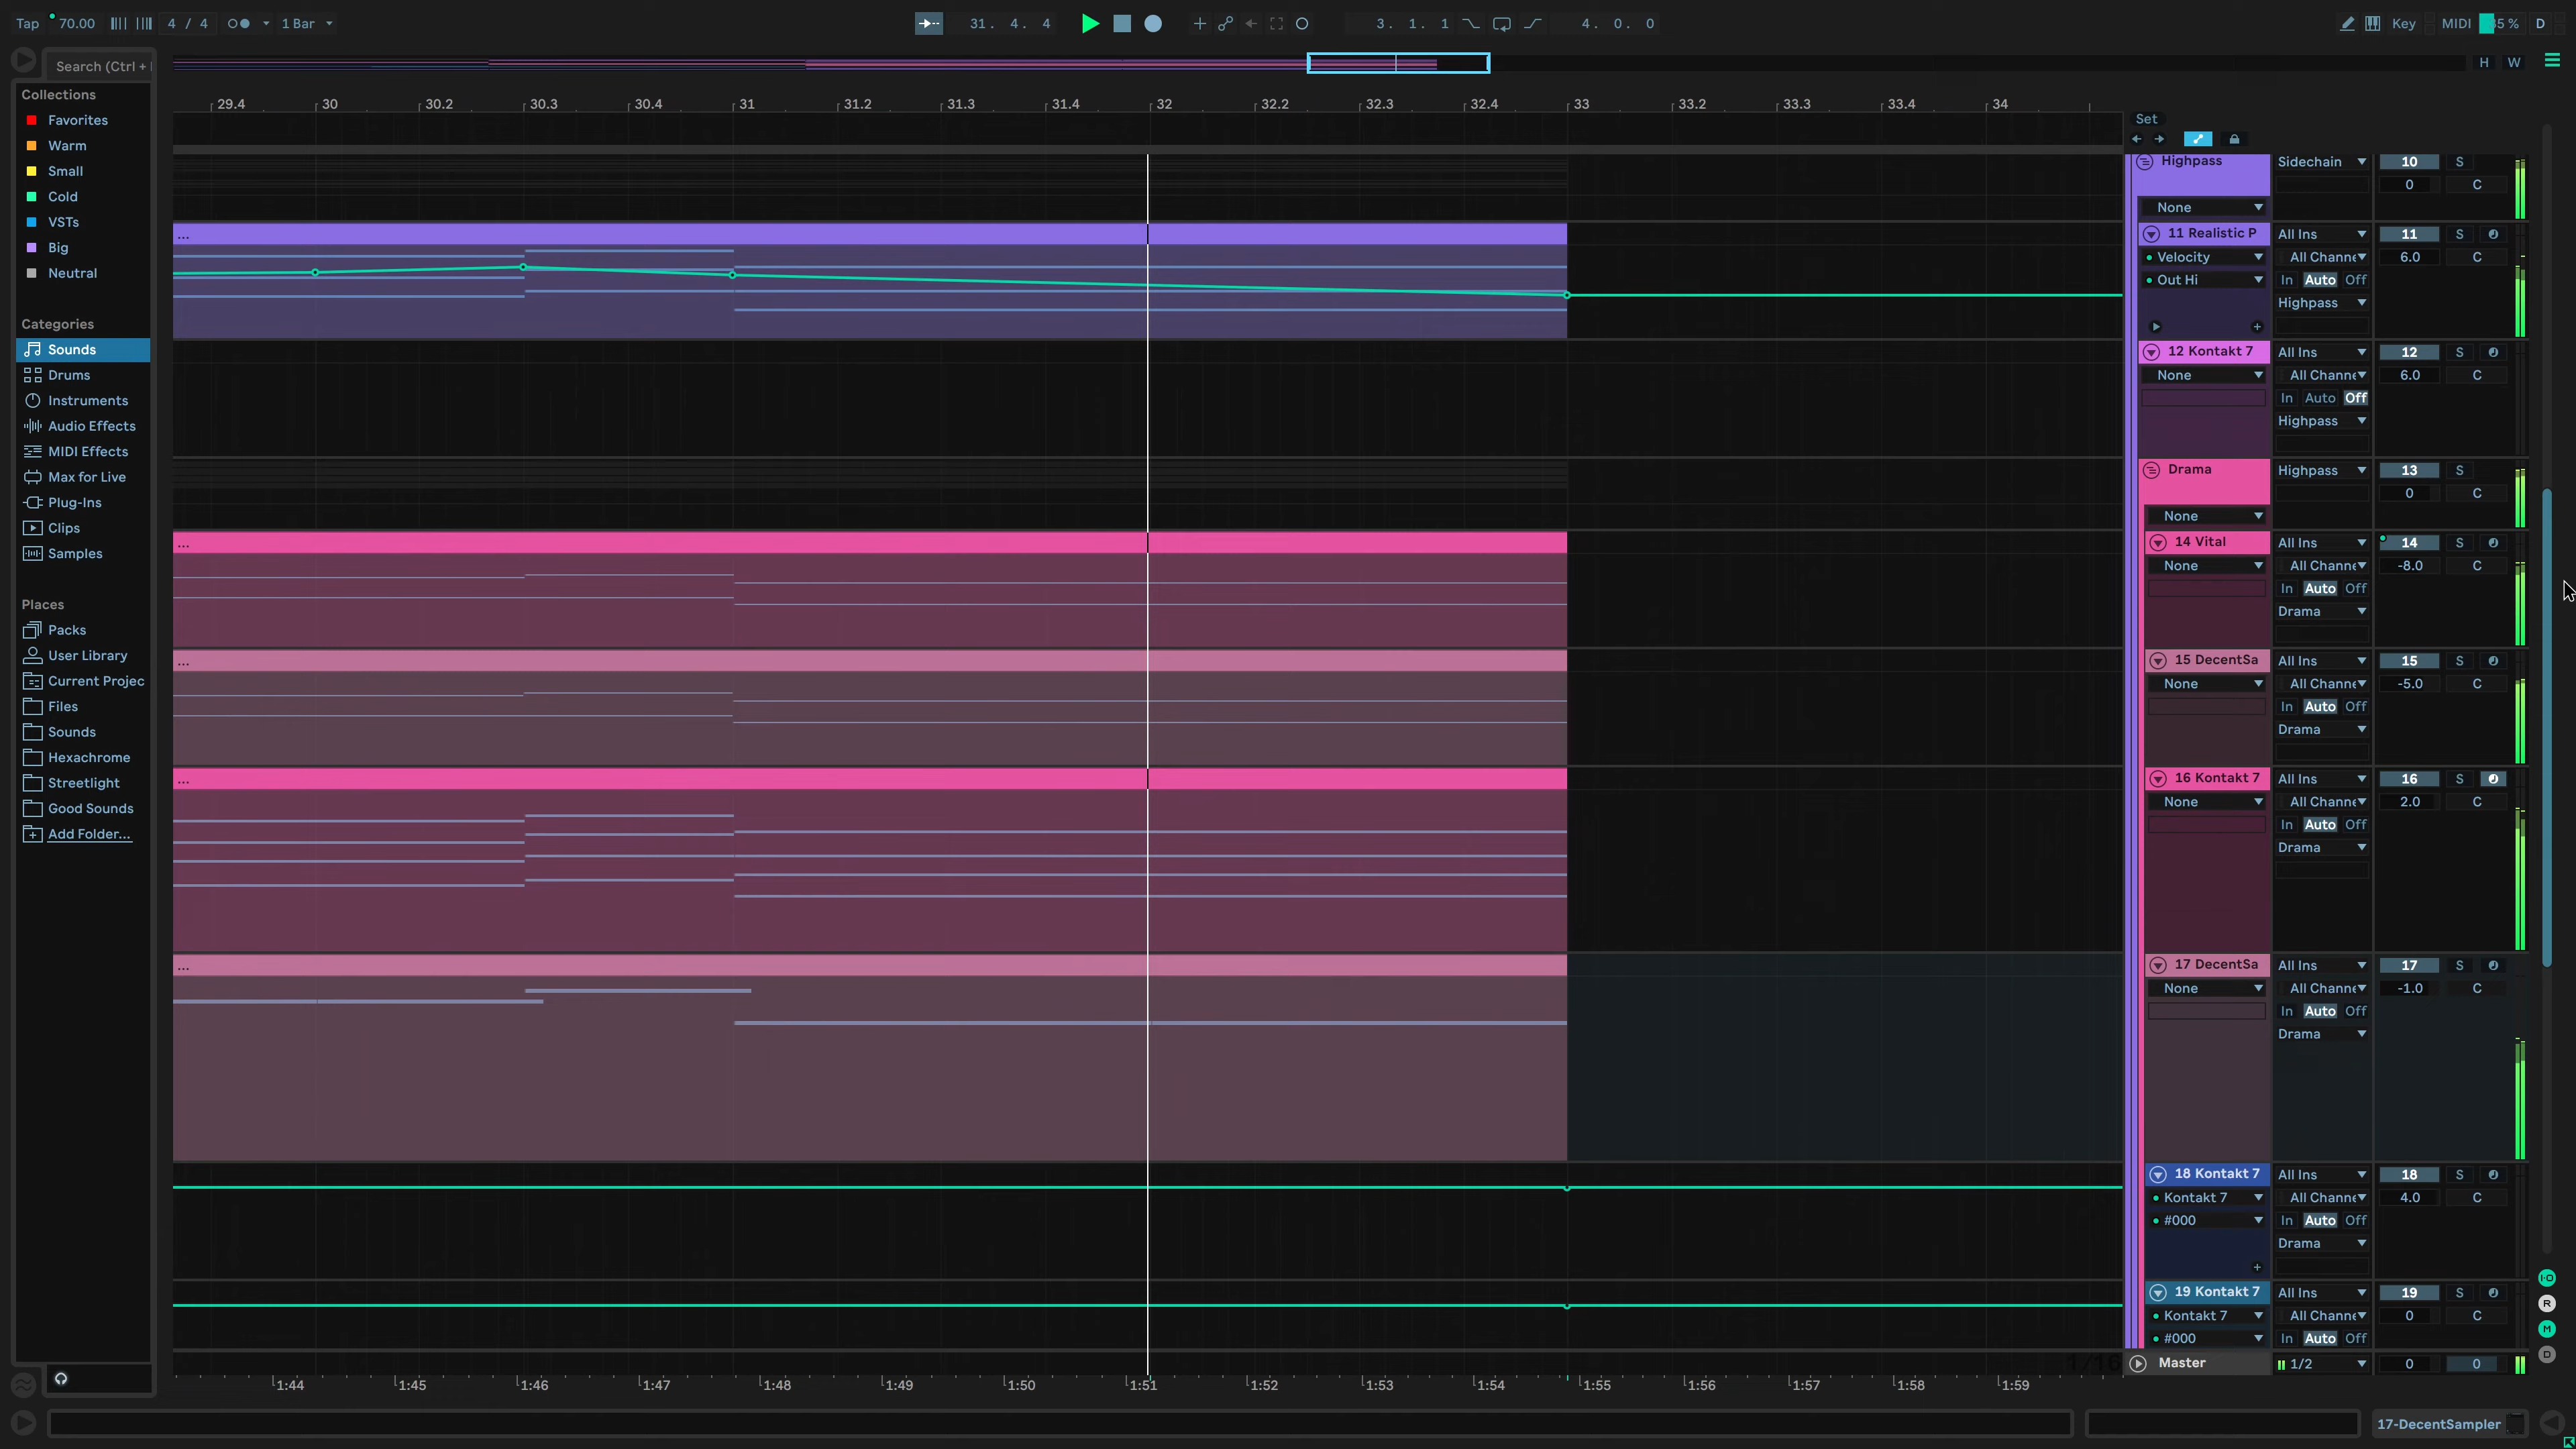 Tap 70.00 4 / 4 1 Bar 31. 4. 4 3. 1. 1 4. 0. 0 Key MIDI D
Search (Ctrl + H W
29.4 30 30.2 30.3 30.4 31 31.2 31.3 31.4 32 32.2 32.3 32.4 33 33.2 33.3 33.4 34
Set
Collections
Favorites
Warm
Small
Cold
VSTs
Big
Neutral
Categories
Sounds
Drums
Instruments
Audio Effects
MIDI Effects
Max for Live
Plug-Ins
Clips
Samples
Places
Packs
User Library
Current Projec
Files
Sounds
Hexachrome
Streetlight
Good Sounds
Add Folder...
Highpass Sidechain 10 S
0 C
None
... 11 Realistic P All Ins 11 S
Velocity All Channe 6.0 C
Out Hi In Auto Off
Highpass
12 Kontakt 7 All Ins 12 S
None All Channe 6.0 C
In Auto Off
Highpass
Drama Highpass 13 S
0 C
None
... 14 Vital All Ins 14 S
None All Channe -8.0 C
In Auto Off
Drama
... 15 DecentSa All Ins 15 S
None All Channe -5.0 C
In Auto Off
Drama
... 16 Kontakt 7 All Ins 16 S
None All Channe 2.0 C
In Auto Off
Drama
... 17 DecentSa All Ins 17 S
None All Channe -1.0 C
In Auto Off
Drama
18 Kontakt 7 All Ins 18 S
Kontakt 7 All Channe 4.0 C
#000 In Auto Off
Drama
19 Kontakt 7 All Ins 19 S
Kontakt 7 All Channe 0 C
#000 In Auto Off
Master 1/2 0 0
R
M
D
1:44 1:45 1:46 1:47 1:48 1:49 1:50 1:51 1:52 1:53 1:54 1:55 1:56 1:57 1:58 1:59
17-DecentSampler